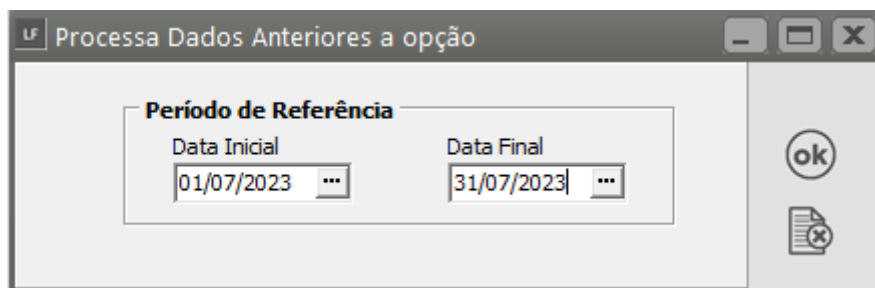 LF Processa Dados Anteriores a opção
Período de Referência
Data Inicial Data Final
01/07/2023 ... 31/07/2023 ...
ok